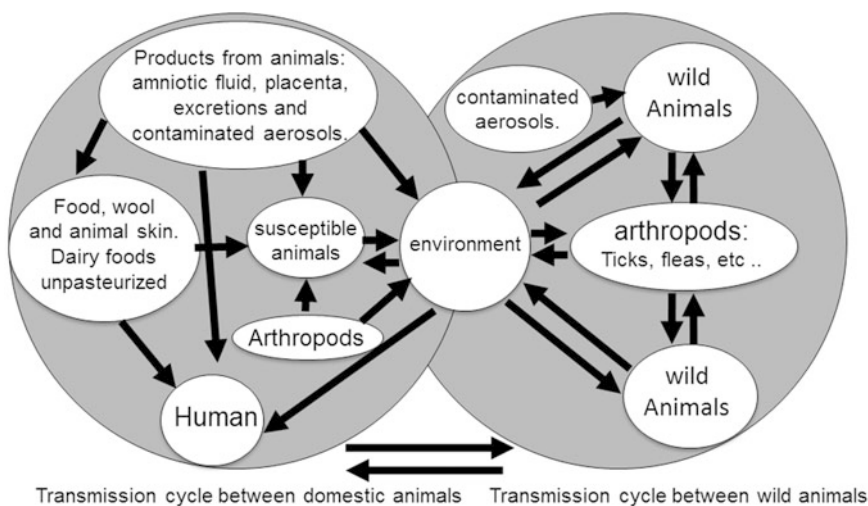 Products from animals:
amniotic fluid, placenta,
excretions and
contaminated aerosols.
Food, wool
and animal skin.
Dairy foods
unpasteurized
susceptible
animals
Arthropods
Human
environment
contaminated
aerosols.
wild
Animals
arthropods:
Ticks, fleas, etc ..
wild
Animals
Transmission cycle between domestic animals
Transmission cycle between wild animals